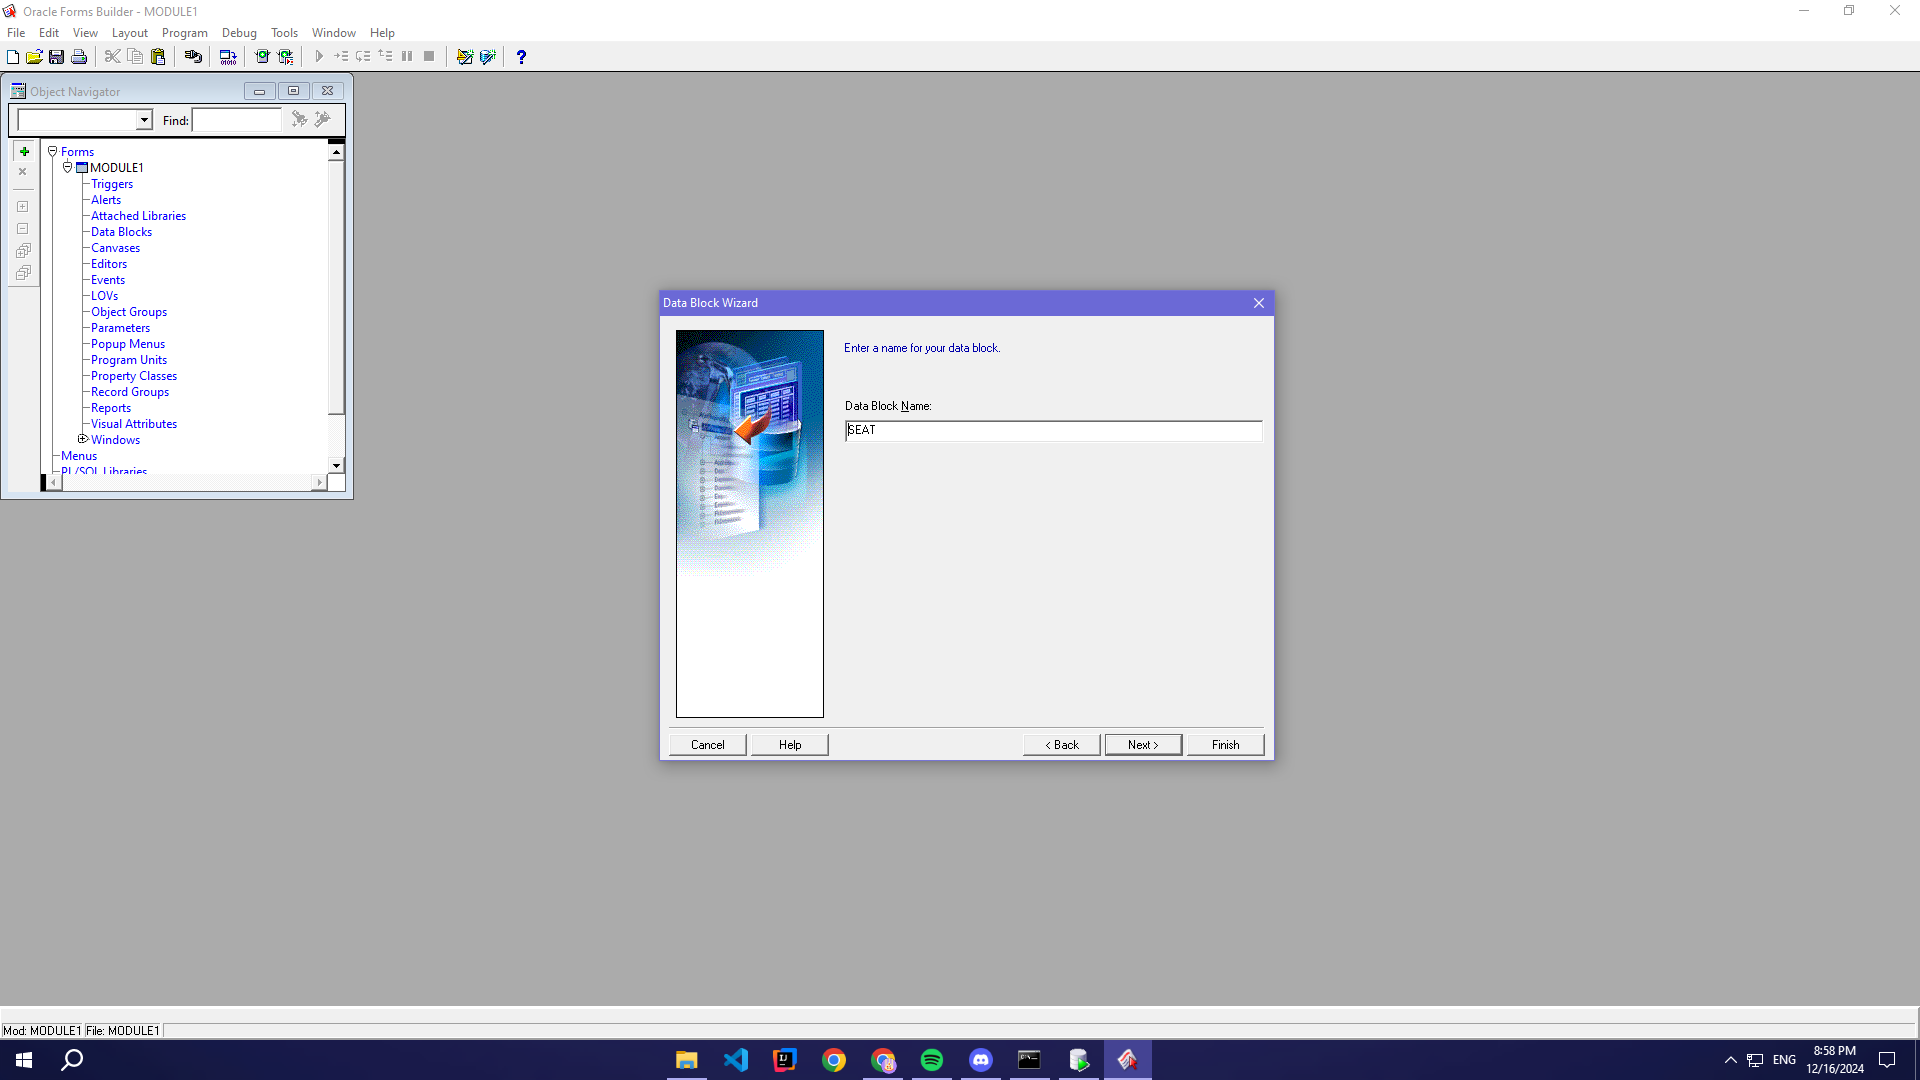 Oracle Forms Builder - MODULE1
File Edit View Layout Program Debug Tools Window Help
Object Navigator
Find:
Forms
MODULE1
Triggers
Alerts
Attached Libraries
Data Blocks
Canvases
Editors
Events
LOVs
Object Groups
Parameters
Popup Menus
Program Units
Property Classes
Record Groups
Reports
Visual Attributes
Windows
Menus
PL/SQL Libraries
Data Block Wizard
Enter a name for your data block.
Data Block Name:
SEAT
Cancel Help < Back Next > Finish
Mod: MODULE1 File: MODULE1
ENG
8:58 PM
12/16/2024